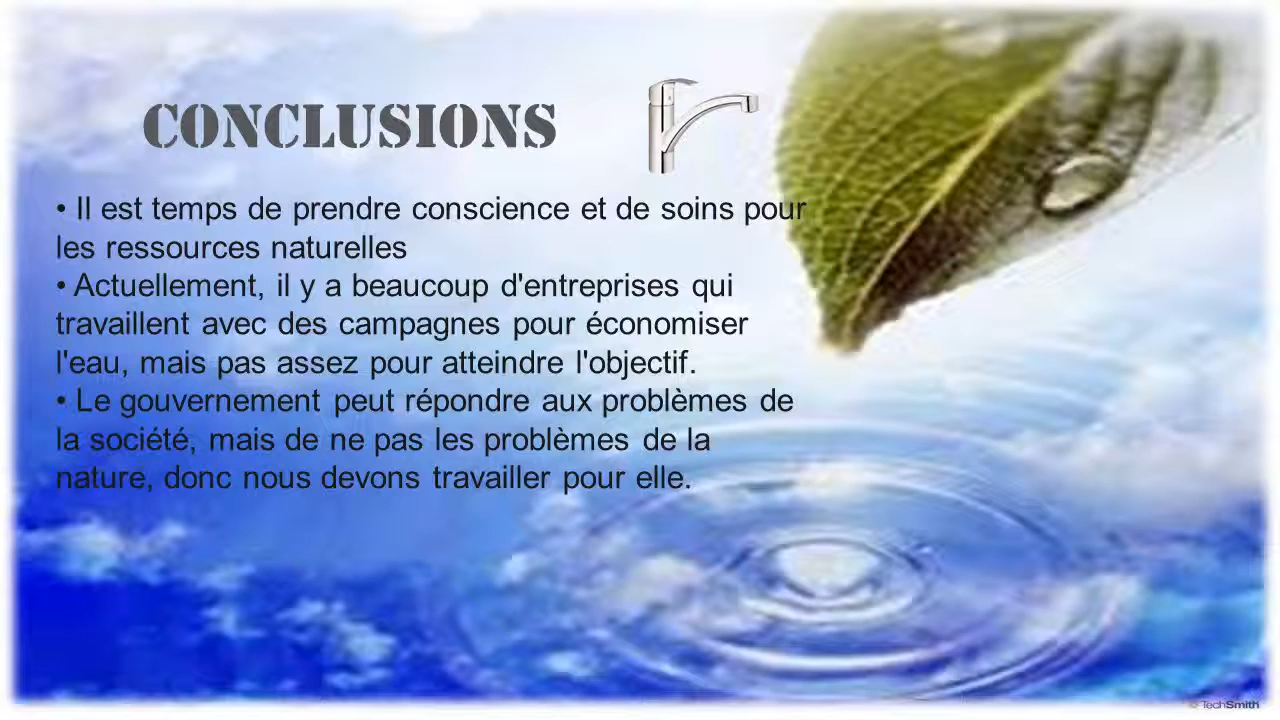 CONCLUSIONS
• Il est temps de prendre conscience et de soins pour
les ressources naturelles
• Actuellement, il y a beaucoup d'entreprises qui
travaillent avec des campagnes pour économiser
l'eau, mais pas assez pour atteindre l'objectif.
• Le gouvernement peut répondre aux problèmes de
la société, mais de ne pas les problèmes de la
nature, donc nous devons travailler pour elle.
© TechSmith